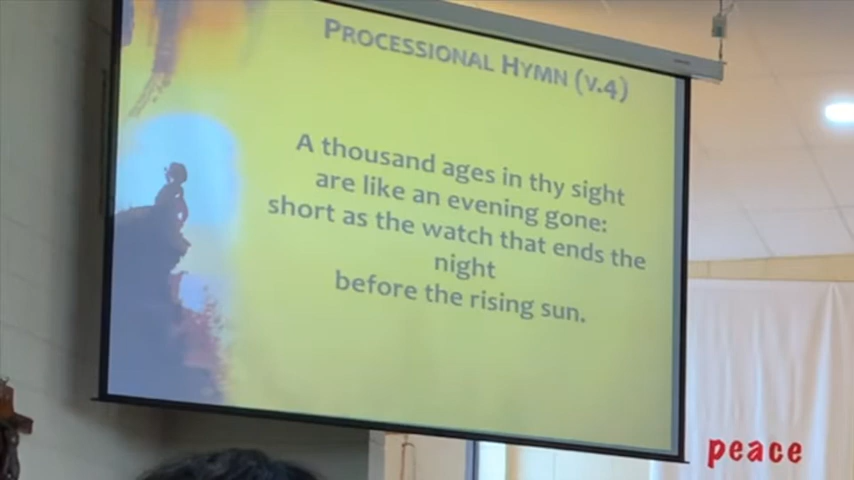 PROCESSIONAL HYMN (V.4)
A thousand ages in thy sight
are like an evening gone:
short as the watch that ends the
night
before the rising sun.
peace